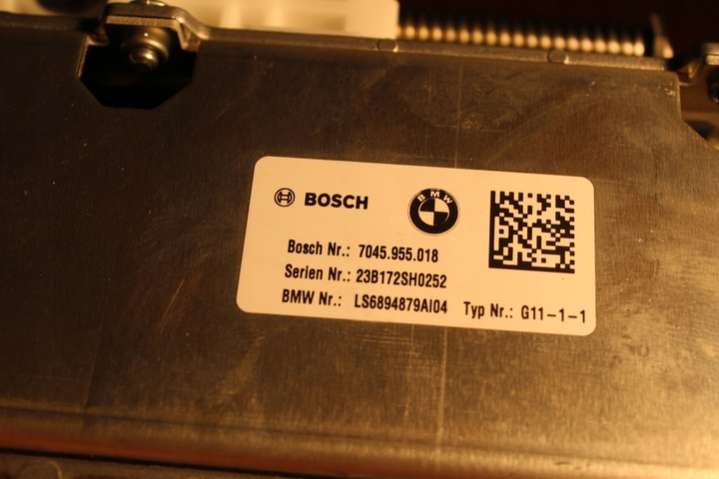 BOSCH
BMW
Bosch Nr.: 7045.955.018
Serien Nr.: 23B172SH0252
BMW Nr.: LS6894879AI04 Typ Nr.: G11-1-1